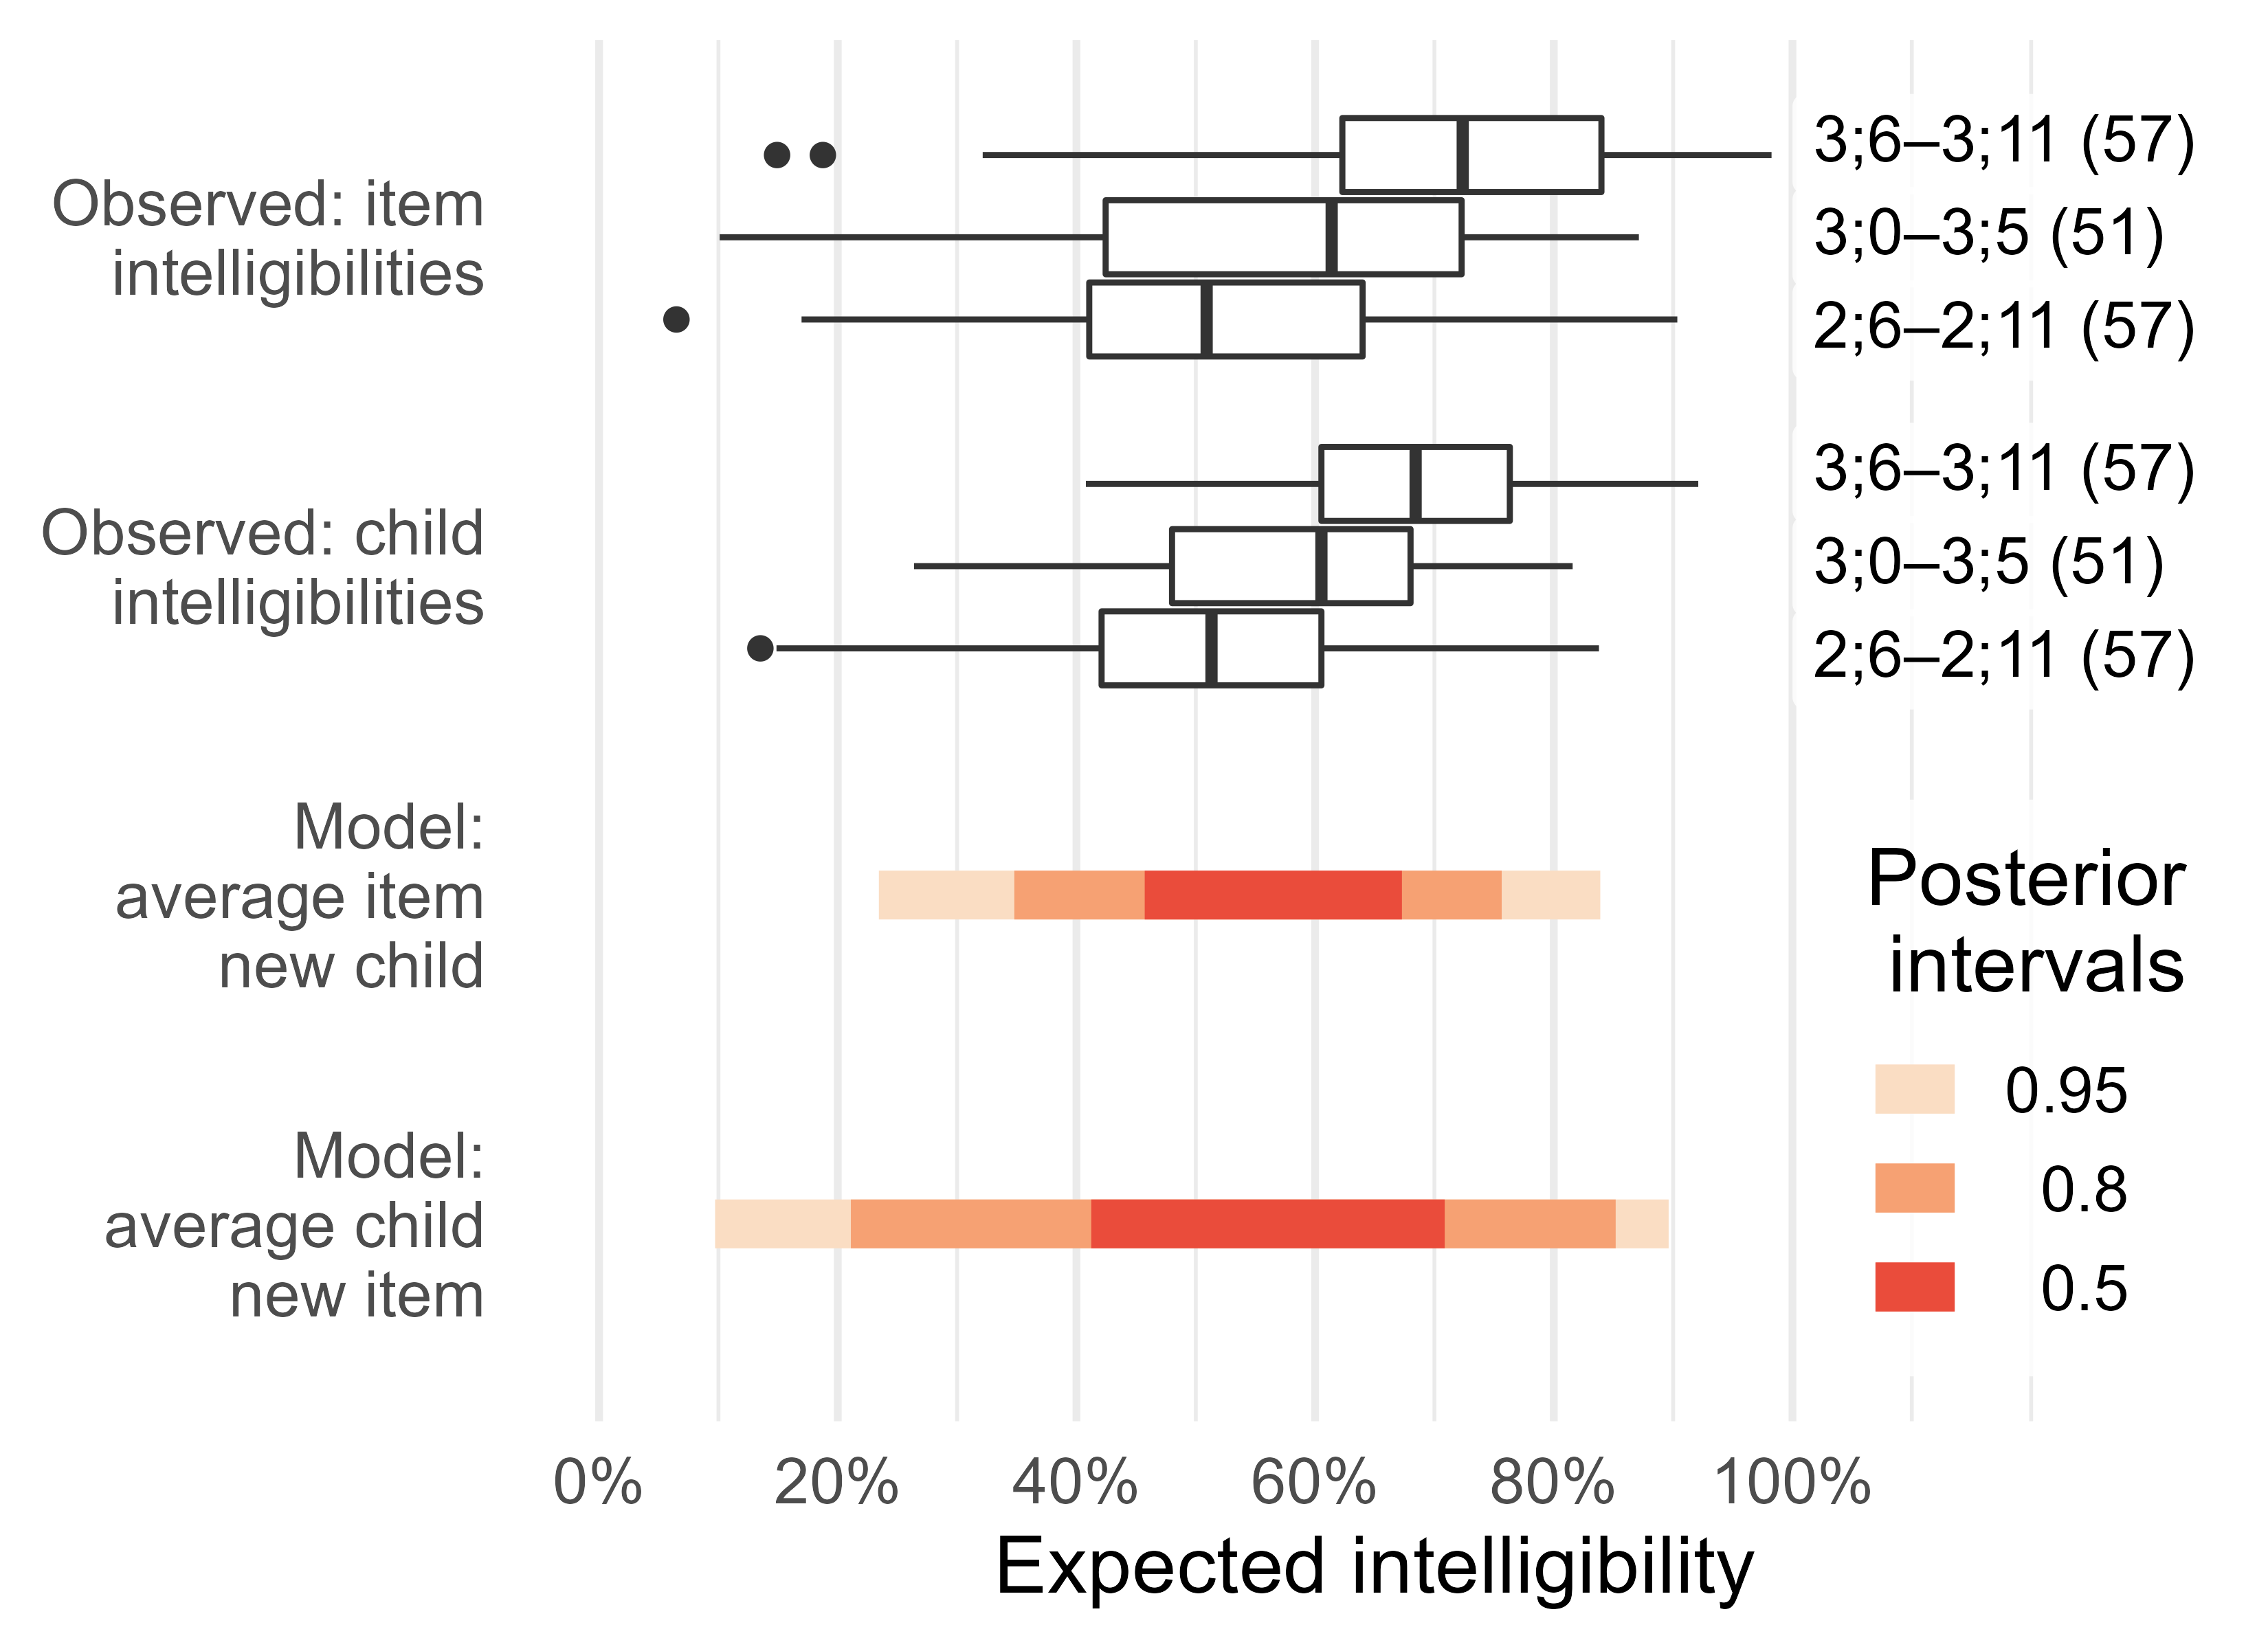 Observed: item
intelligibilities
3;6–3;11 (57)
3;0–3;5 (51)
2;6–2;11 (57)
Observed: child
intelligibilities
3;6–3;11 (57)
3;0–3;5 (51)
2;6–2;11 (57)
Model:
average item
new child
Model:
average child
new item
Posterior
intervals
0.95
0.8
0.5
0% 20% 40% 60% 80% 100%
Expected intelligibility